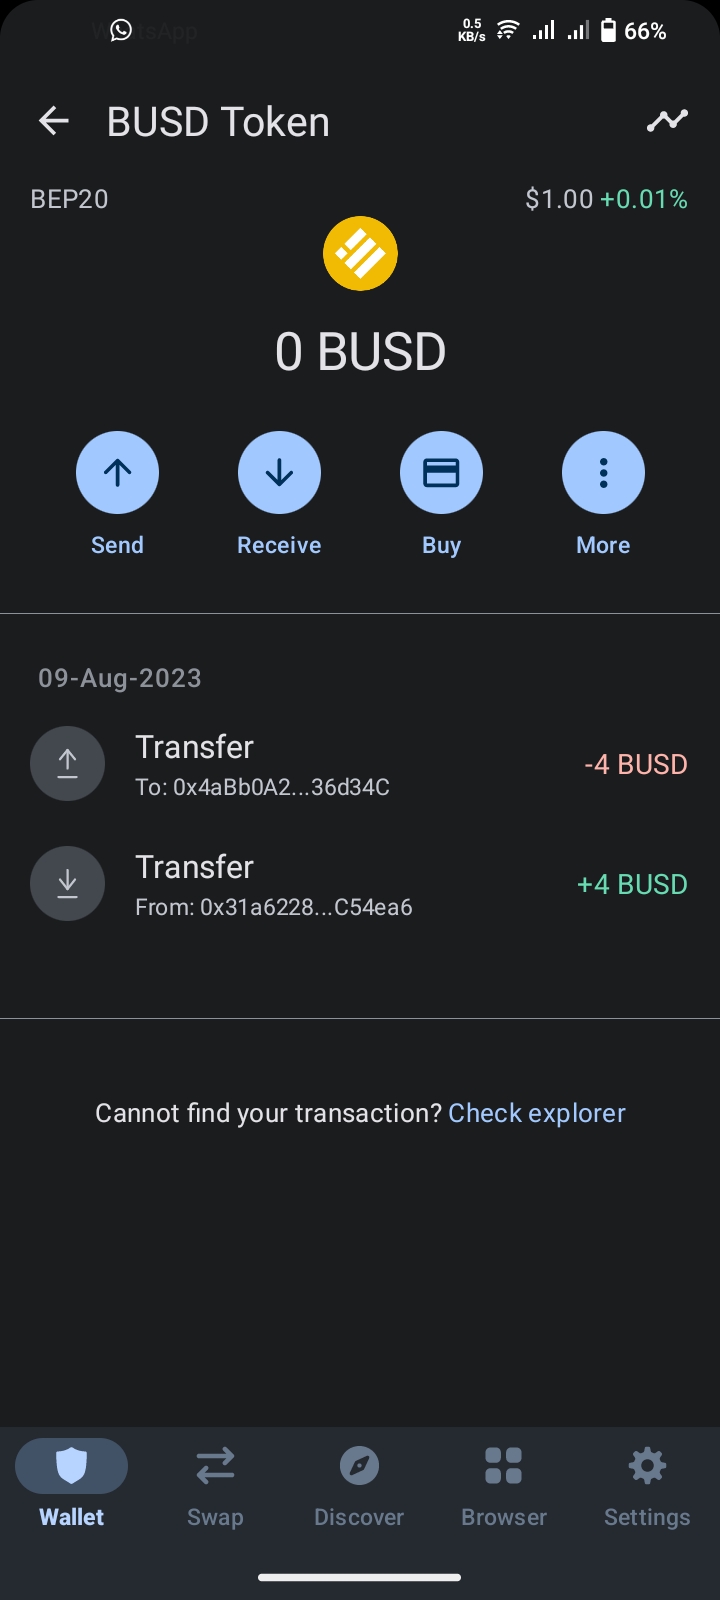 WhatsApp
0.5
KB/s
66%
BUSD Token
BEP20
$1.00 +0.01%
0 BUSD
Send
Receive
Buy
More
09-Aug-2023
Transfer
-4 BUSD
To: 0x4aBb0A2...36d34C
Transfer
+4 BUSD
From: 0x31a6228...C54ea6
Cannot find your transaction? Check explorer
Wallet
Swap
Discover
Browser
Settings